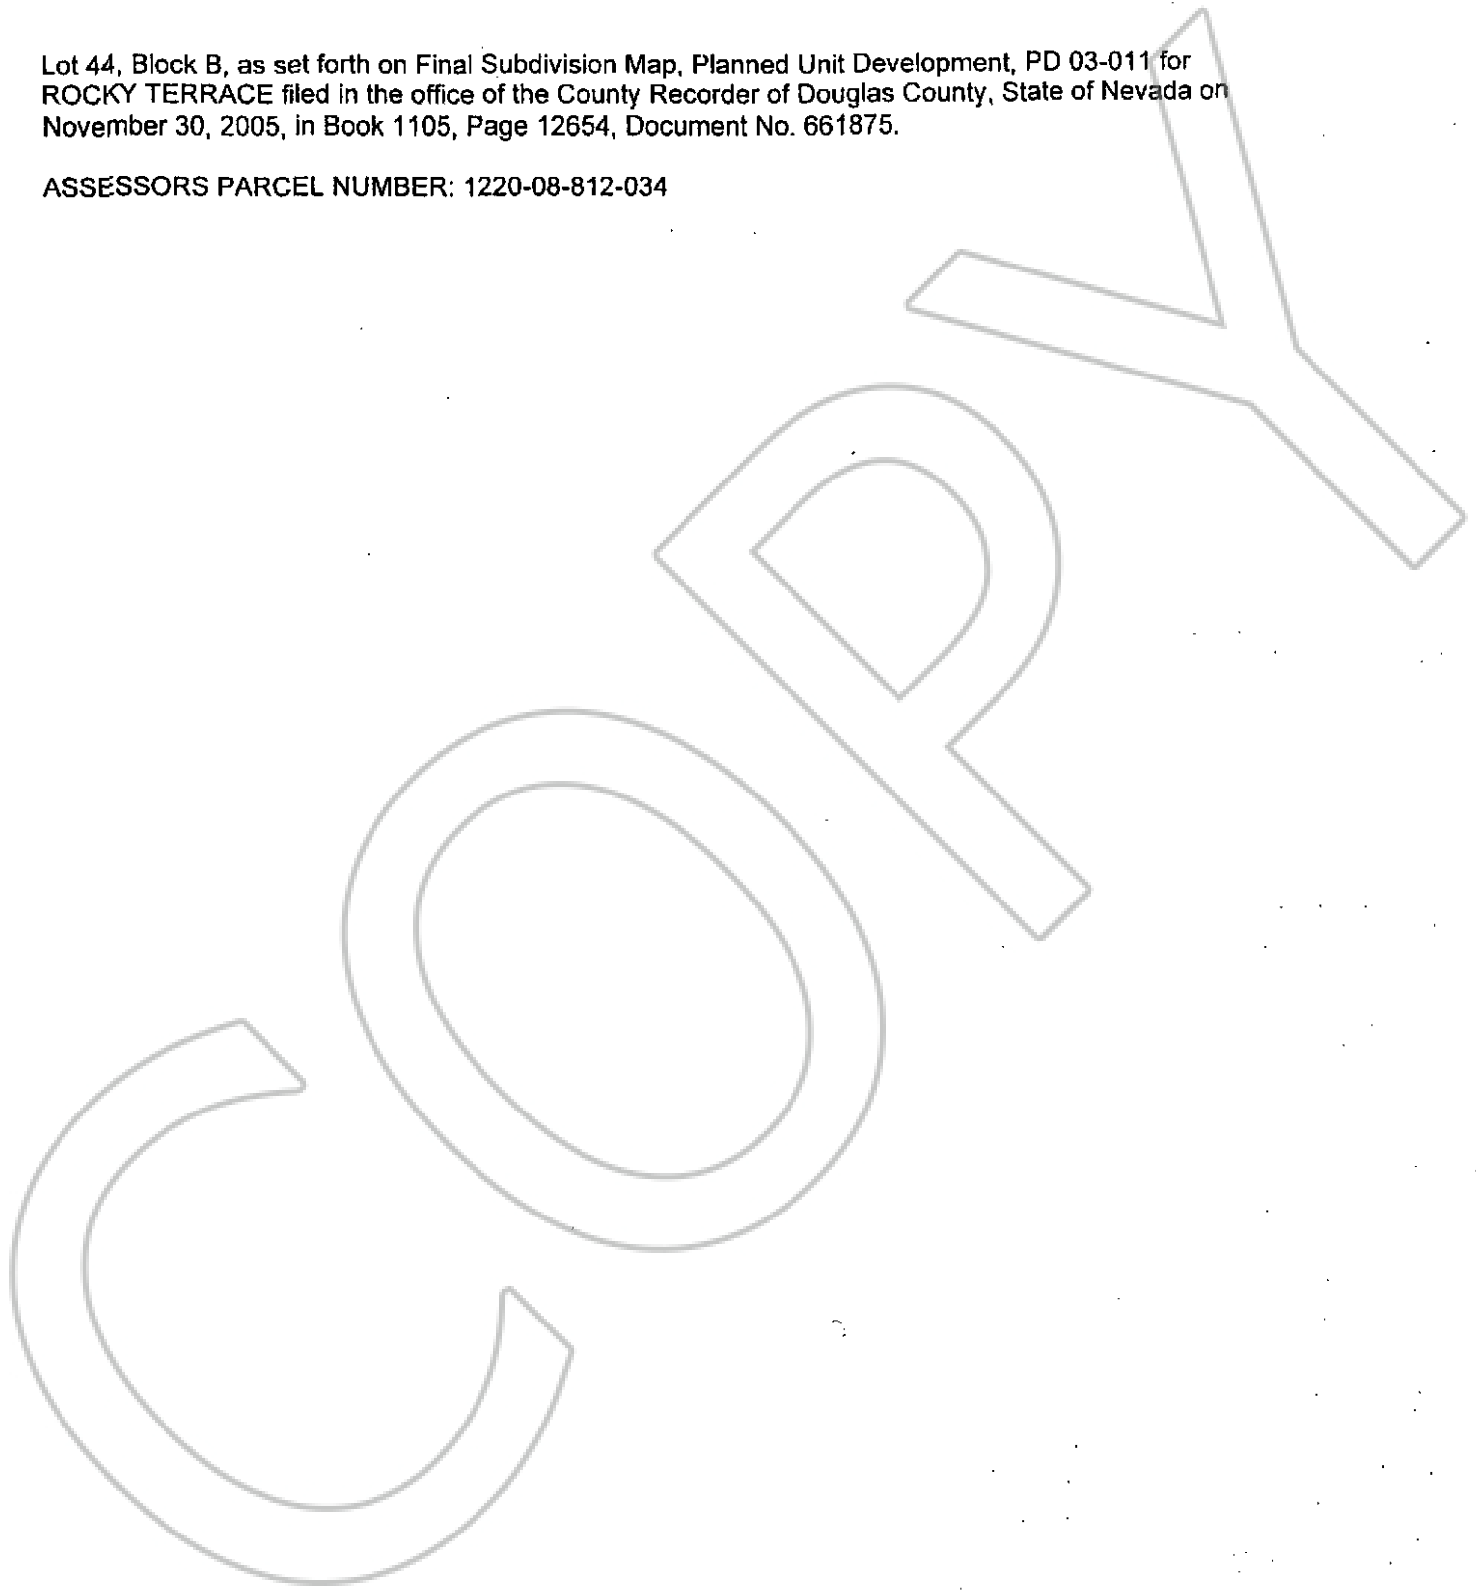 Lot 44, Block B, as set forth on Final Subdivision Map, Planned Unit Development, PD 03-011 for
ROCKY TERRACE filed in the office of the County Recorder of Douglas County, State of Nevada on
November 30, 2005, in Book 1105, Page 12654, Document No. 661875.
ASSESSORS PARCEL NUMBER: 1220-08-812-034
COPY